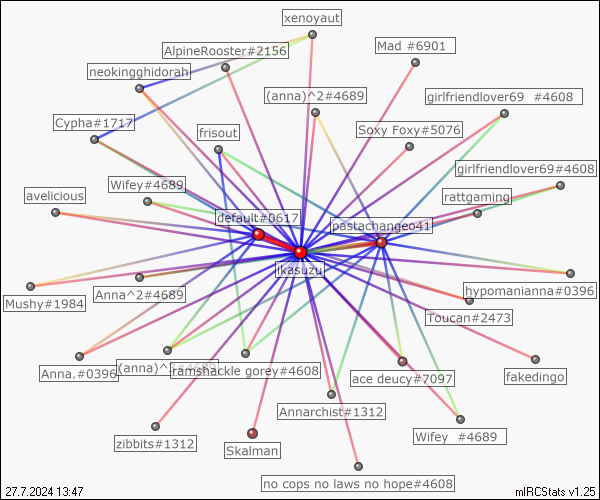 xenoyaut
AlpineRooster#2156
Mad #6901
neokingghidorah
(anna)^2#4689
girlfriendlover69  #4608
Cypha#1717
frisout
Soxy Foxy#5076
girlfriendlover69#4608
Wifey#4689
avelicious
rattgaming
default#0617
pastachange041
ikasuzu
Mushy#1984
Anna^2#4689
hypomanianna#0396
Toucan#2473
Anna.#0396
ramshackle gorey#4608
ace deucy#7097
fakedingo
Annarchist#1312
zibbits#1312
Skalman
Wifey  #4689
no cops no laws no hope#4608
27.7.2024 13:47
mIRCStats v1.25